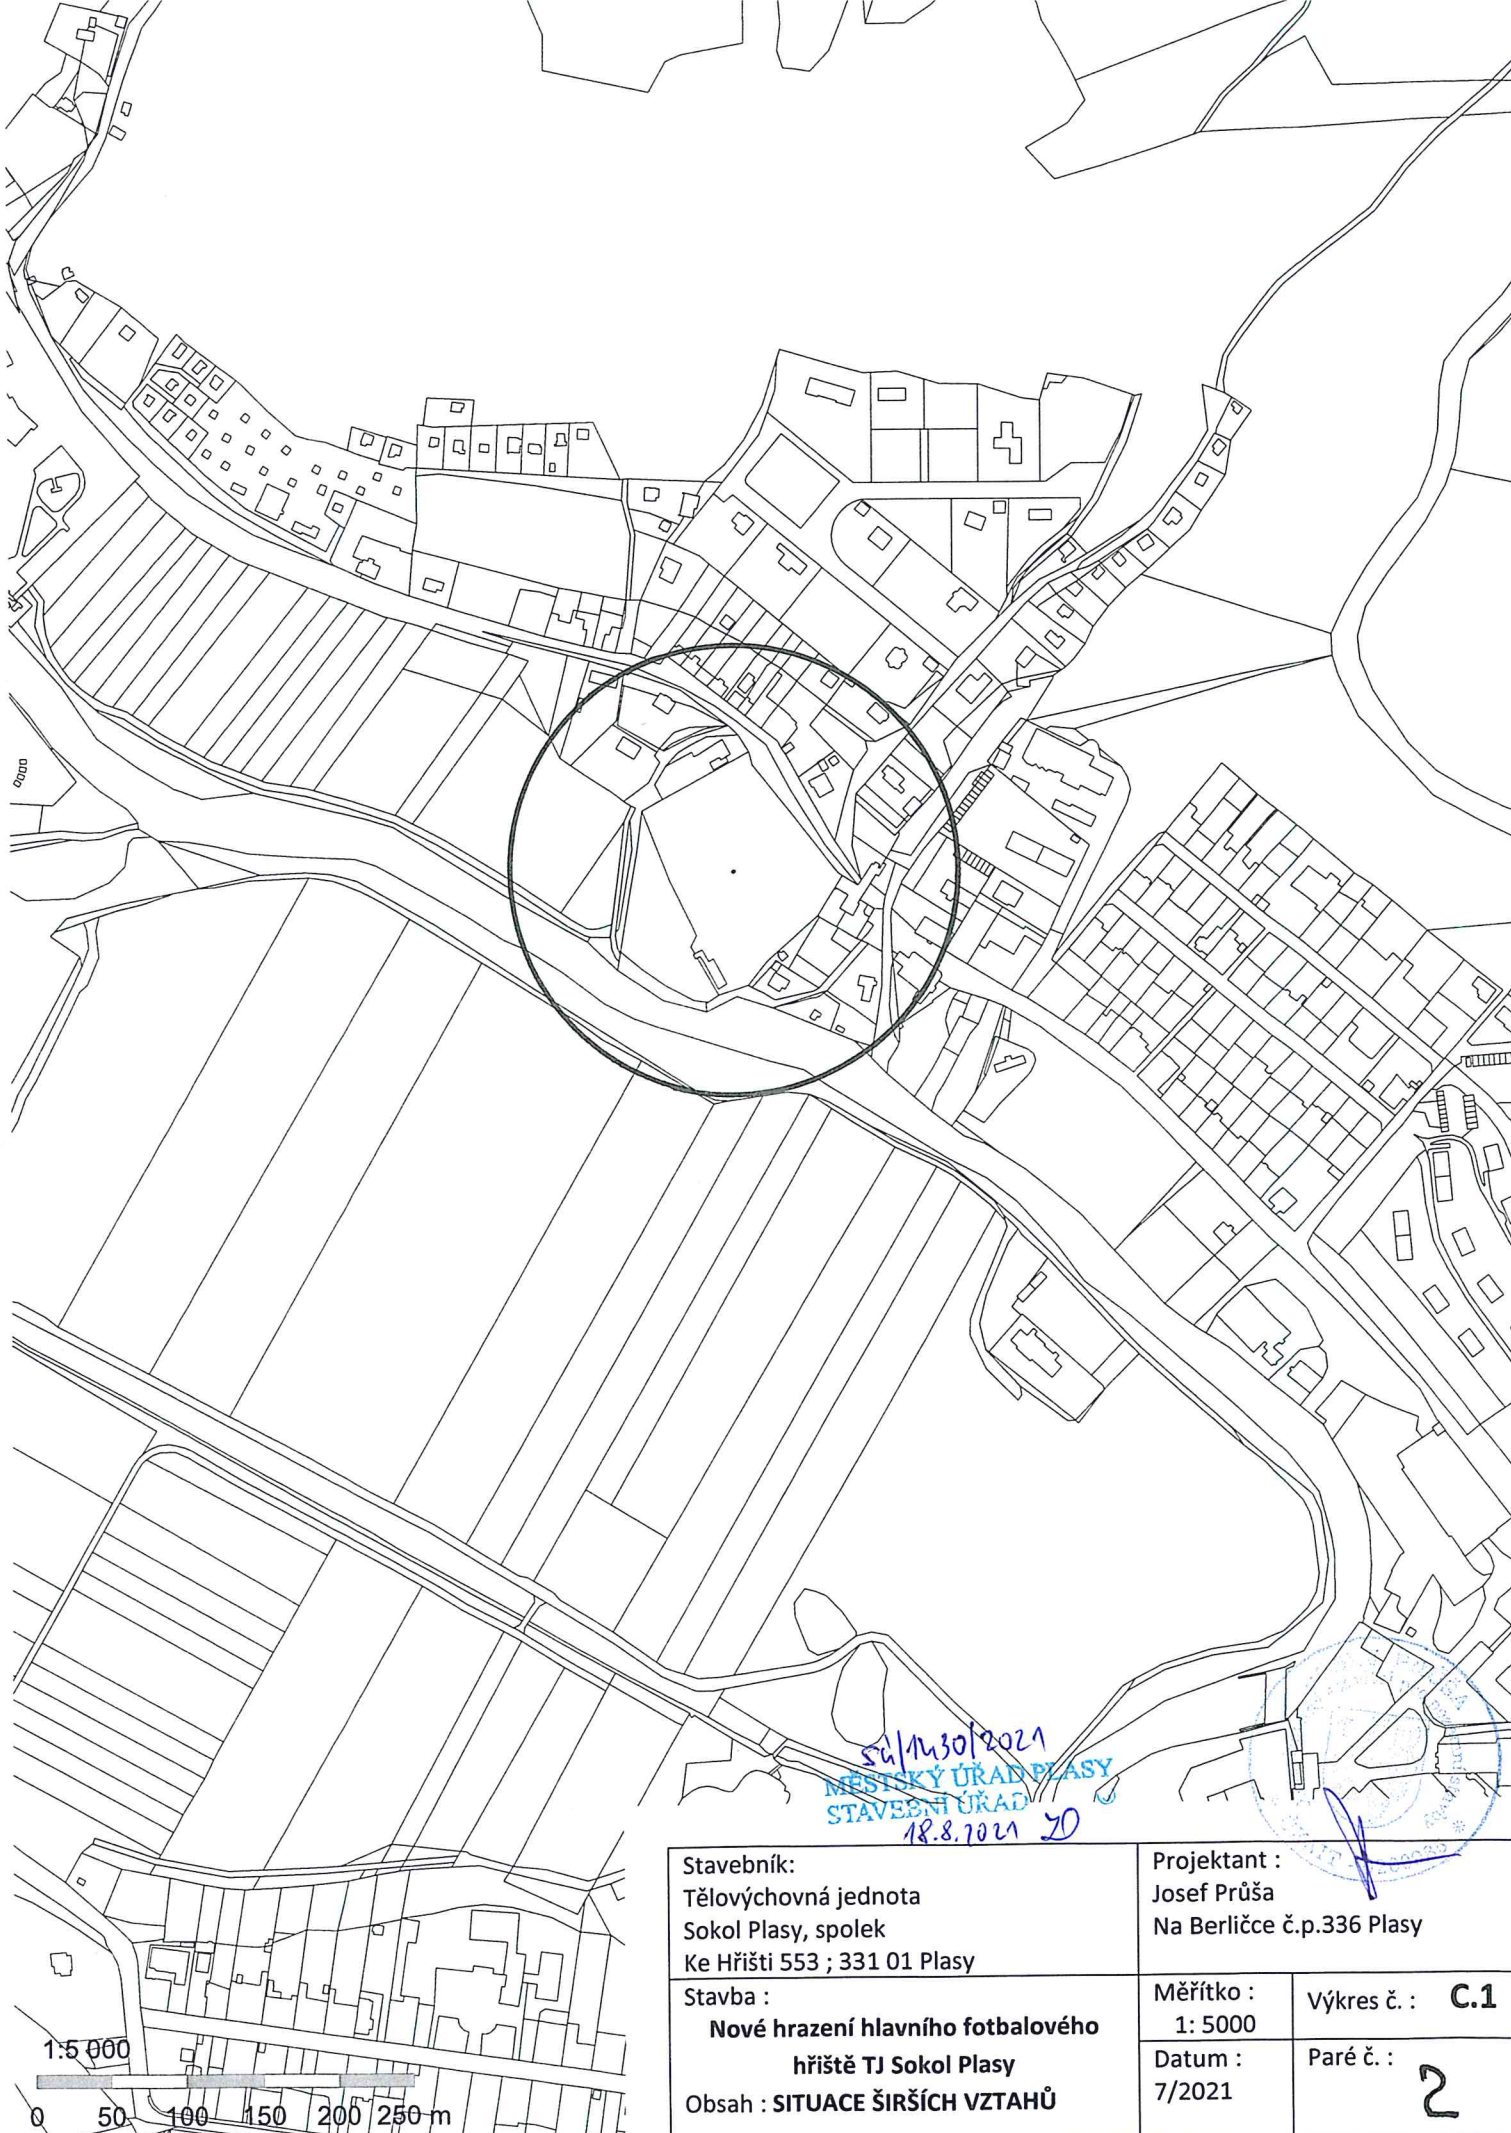 sú/1430/2021
MĚSTSKÝ ÚŘAD PLASY
STAVEBNÍ ÚŘAD
18.8.2021
Stavebník:
Tělovýchovná jednota
Sokol Plasy, spolek
Ke Hřišti 553 ; 331 01 Plasy
Projektant :
Josef Průša
Na Berličce č.p.336 Plasy
Stavba :
Nové hrazení hlavního fotbalového
hřiště TJ Sokol Plasy
Obsah : SITUACE ŠIRŠÍCH VZTAHŮ
Měřítko :
1: 5000
Výkres č. : C.1
Datum :
7/2021
Paré č. :
2
1:5 000
0 50 100 150 200 250 m